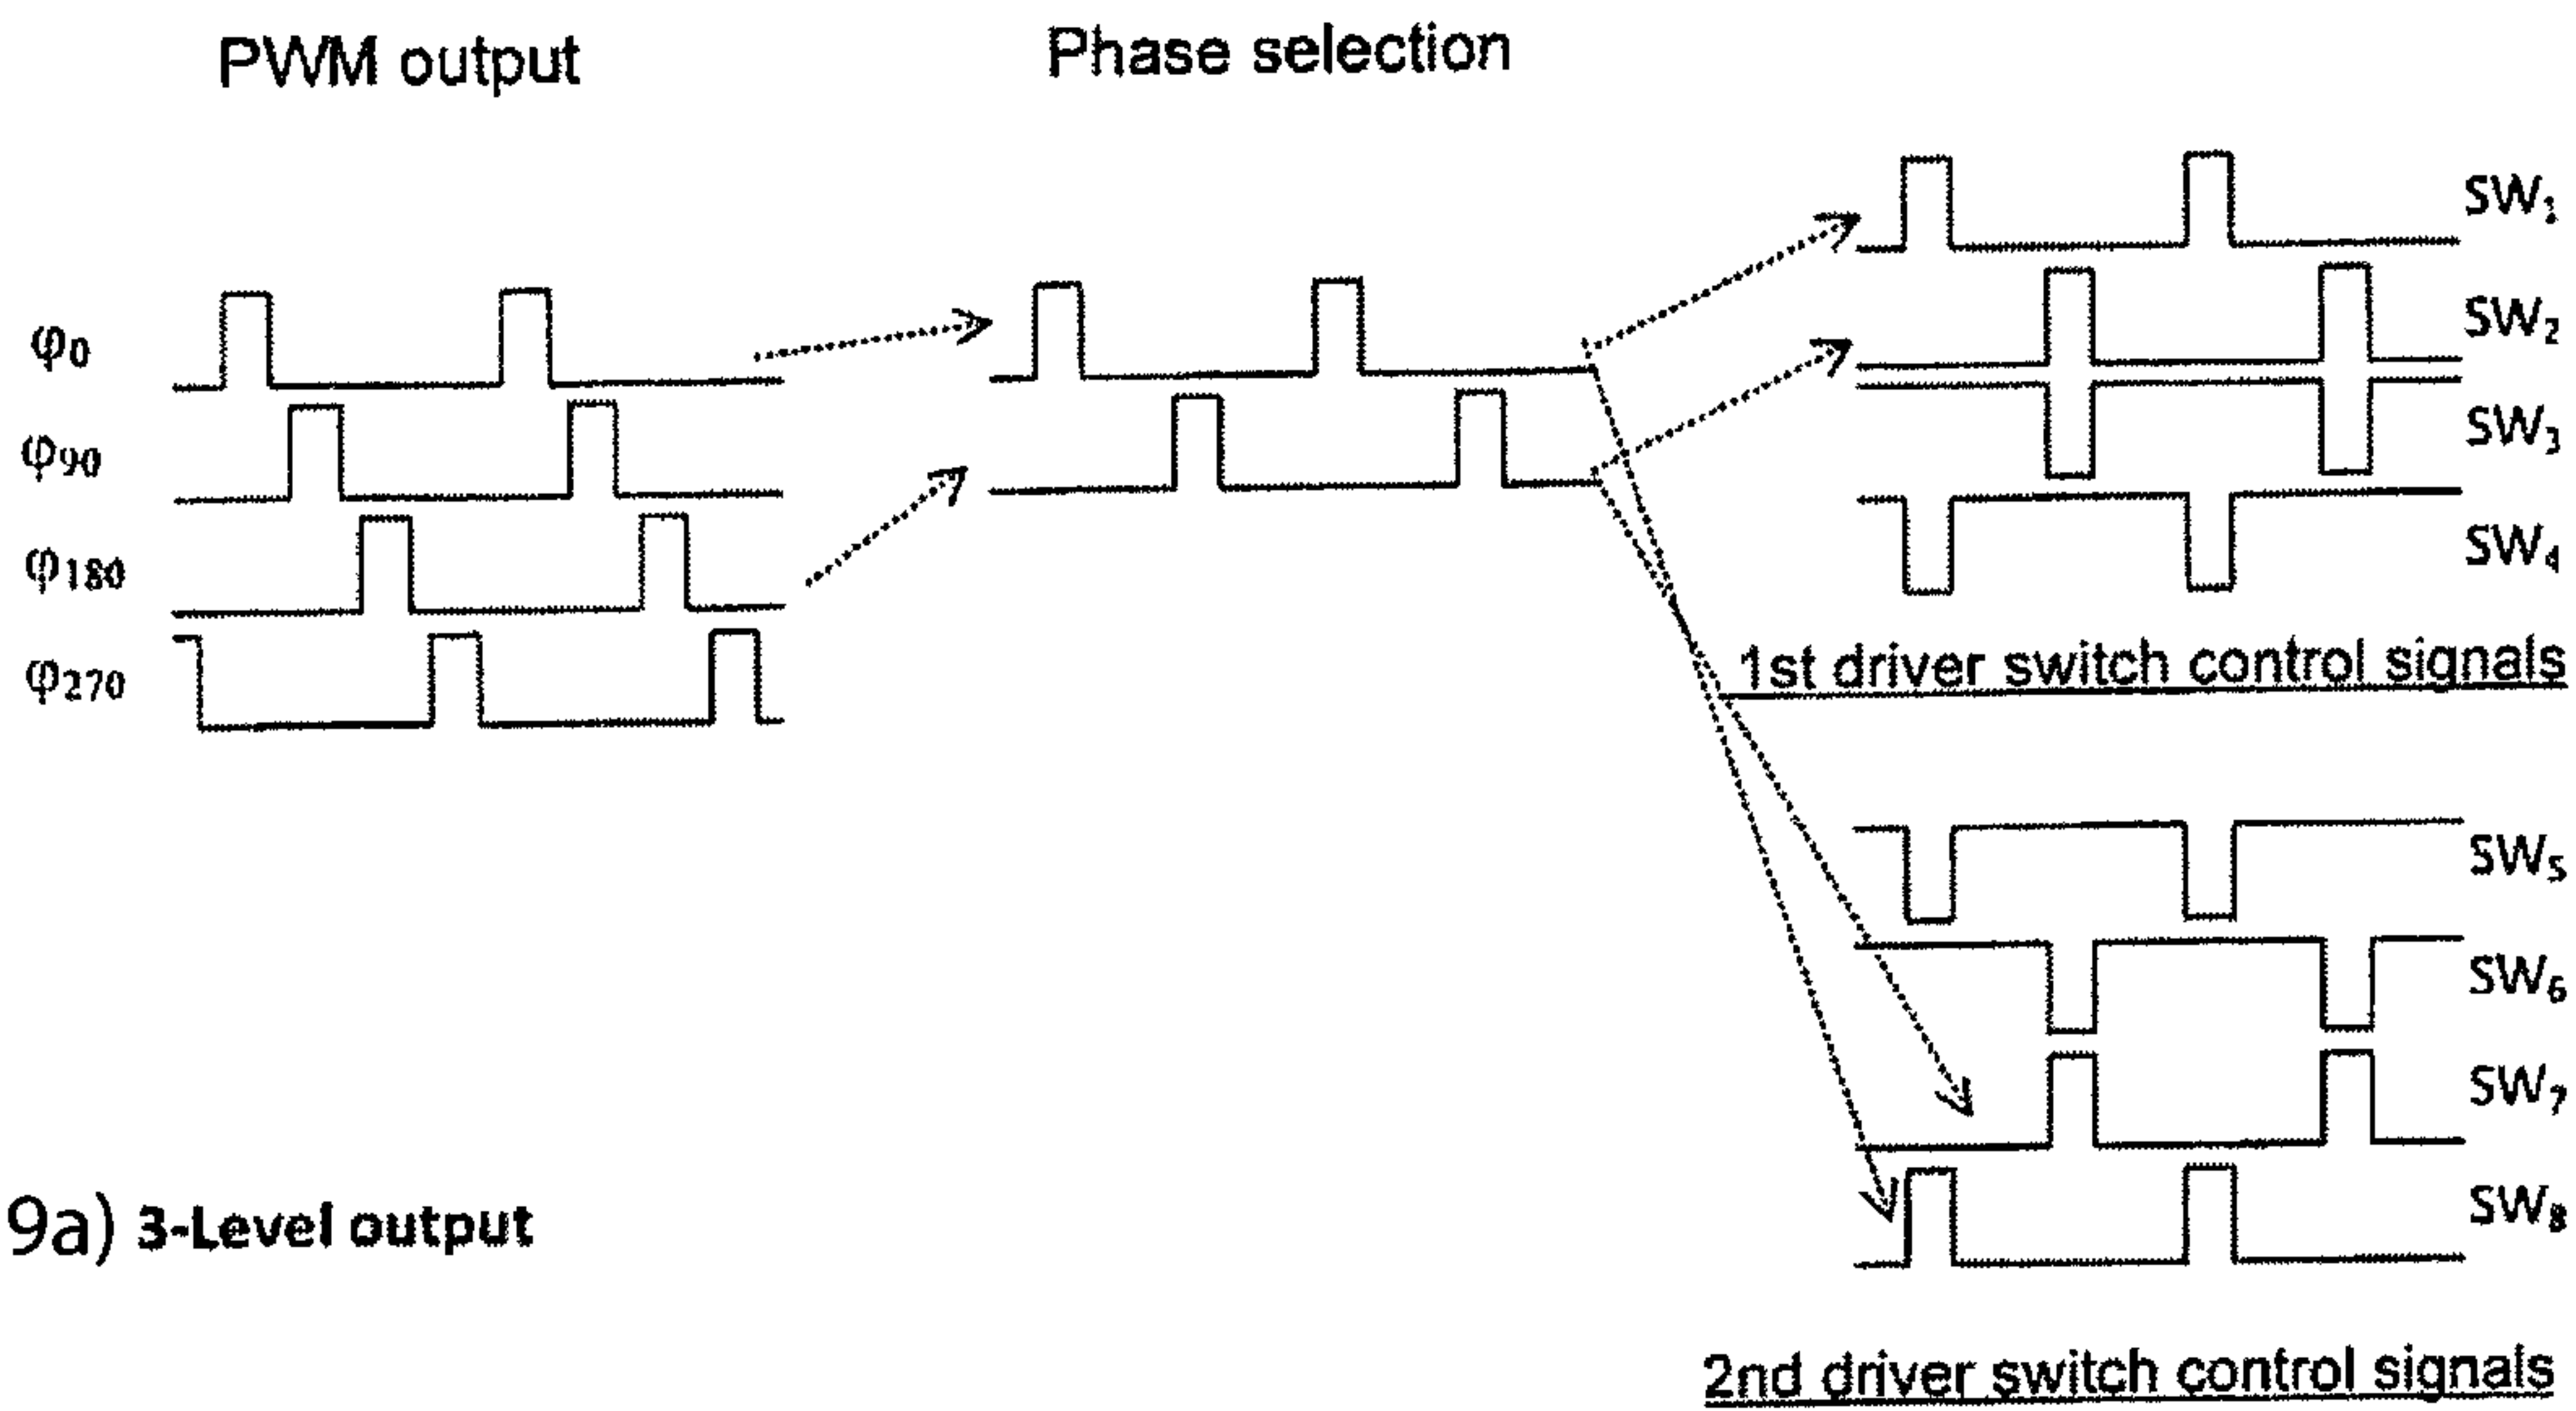 PWM output
Phase selection
φ0
φ90
φ180
φ270
SW1
SW2
SW3
SW4
1st driver switch control signals
SW5
SW6
SW7
SW8
9a) 3-Level output
2nd driver switch control signals